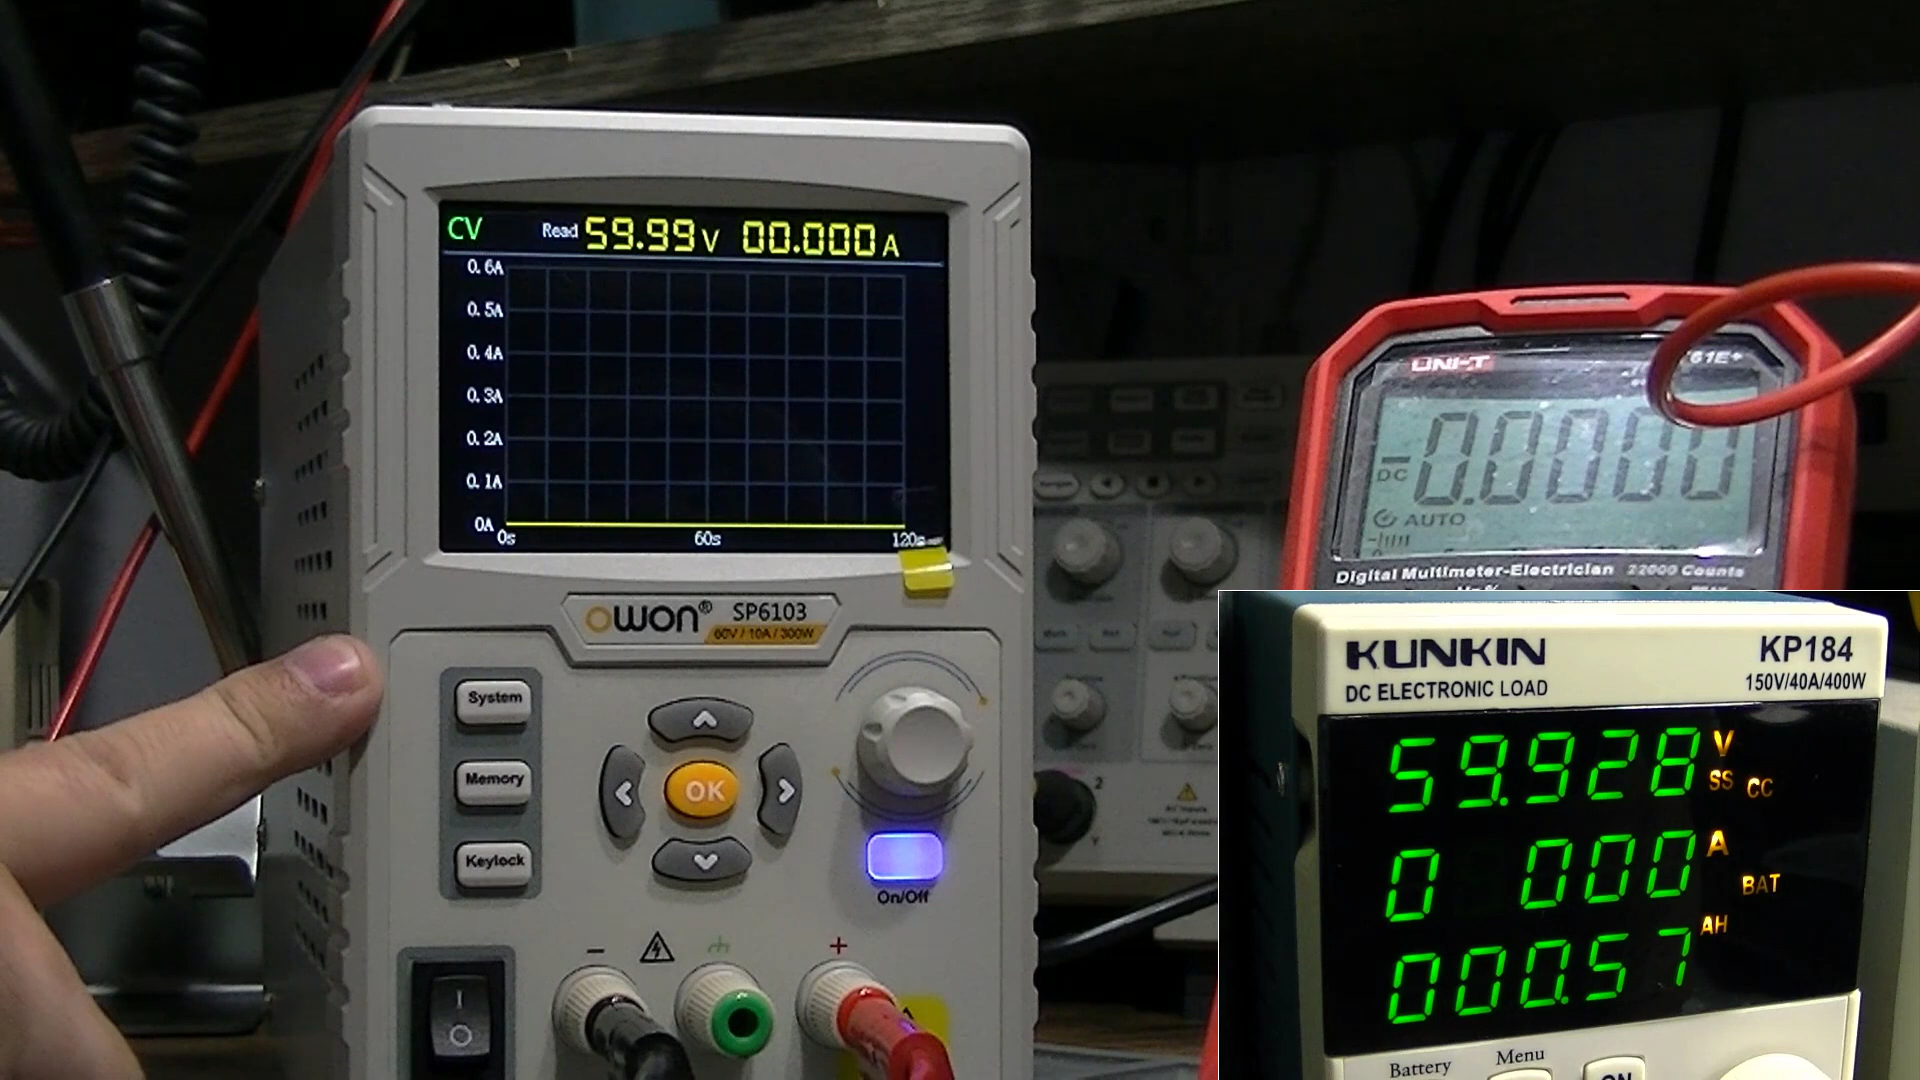 CV Read 59.99 V 00.000 A
0.6A
0.5A
0.4A
0.3A
0.2A
0.1A
0A
0s 60s 120s
owon® SP6103
60V / 10A / 300W
System
Memory
Keylock
OK
On/Off
− +
I
O
UNI-T 61E+
DC -0.0000
AUTO
Digital Multimeter-Electrician 22000 Counts
2
Y
KUNKIN KP184
DC ELECTRONIC LOAD 150V/40A/400W
59.928 V
SS CC
0 000 A
BAT
AH
000.57
Battery Menu
ON